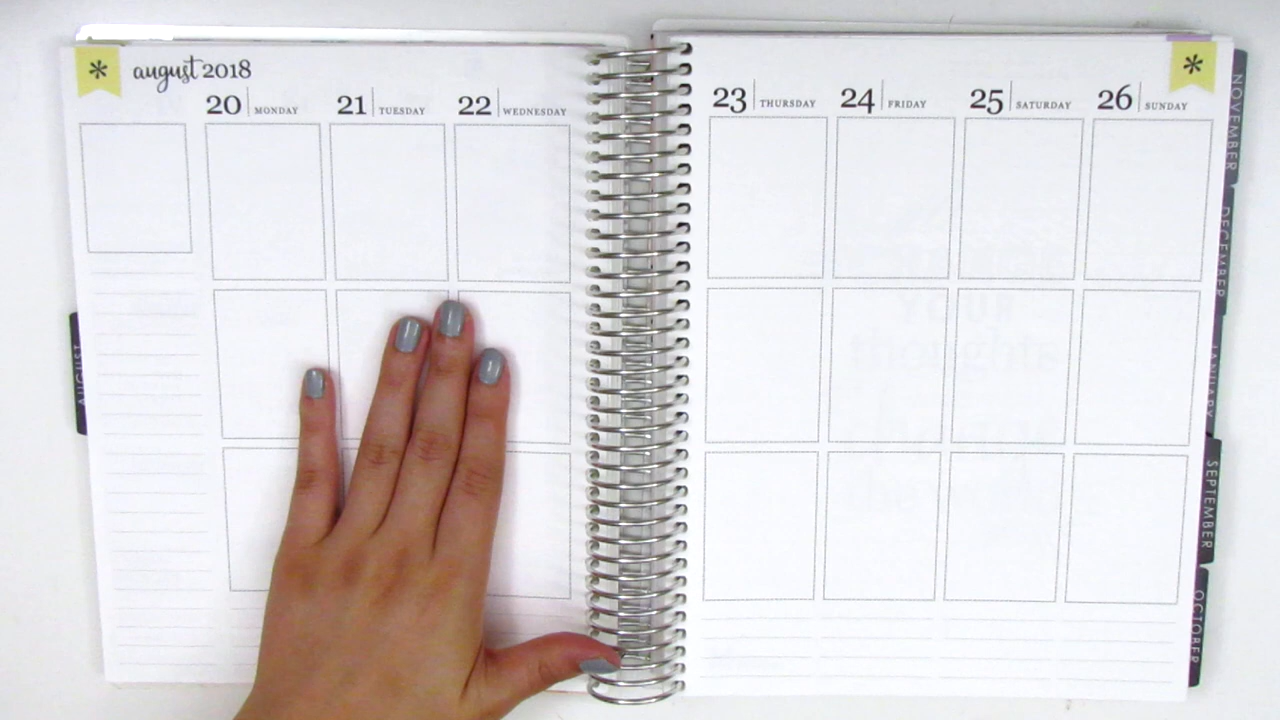 * august 2018
20 MONDAY
21 TUESDAY
22 WEDNESDAY
23 THURSDAY
24 FRIDAY
25 SATURDAY
26 SUNDAY
*
AUGUST
NOVEMBER
DECEMBER
JANUARY
SEPTEMBER
OCTOBER
YOUR
thoughts